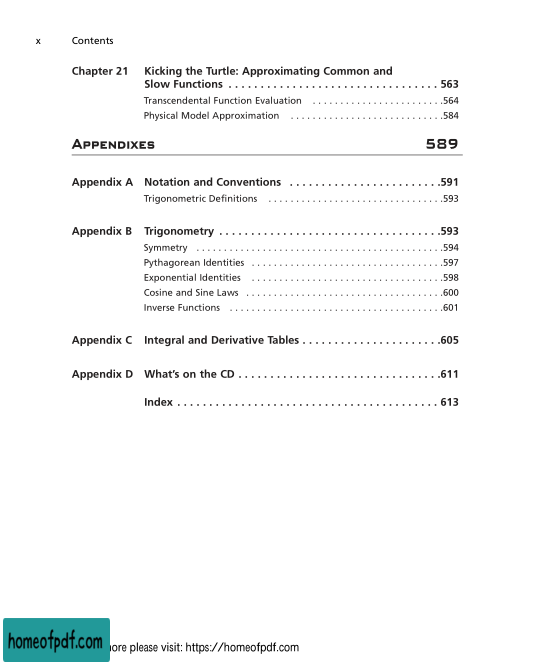 x Contents
Chapter 21 Kicking the Turtle: Approximating Common and
Slow Functions . . . . . . . . . . . . . . . . . . . . . . . . . . . . . . . . . 563
Transcendental Function Evaluation . . . . . . . . . . . . . . . . . . . . . . . .564
Physical Model Approximation . . . . . . . . . . . . . . . . . . . . . . . . . . . .584
APPENDIXES 589
Appendix A Notation and Conventions . . . . . . . . . . . . . . . . . . . . . . . .591
Trigonometric Definitions . . . . . . . . . . . . . . . . . . . . . . . . . . . . . . . .593
Appendix B Trigonometry . . . . . . . . . . . . . . . . . . . . . . . . . . . . . . . . . . .593
Symmetry . . . . . . . . . . . . . . . . . . . . . . . . . . . . . . . . . . . . . . . . . . . . .594
Pythagorean Identities . . . . . . . . . . . . . . . . . . . . . . . . . . . . . . . . . . .597
Exponential Identities . . . . . . . . . . . . . . . . . . . . . . . . . . . . . . . . . . .598
Cosine and Sine Laws . . . . . . . . . . . . . . . . . . . . . . . . . . . . . . . . . . . .600
Inverse Functions . . . . . . . . . . . . . . . . . . . . . . . . . . . . . . . . . . . . . . .601
Appendix C Integral and Derivative Tables . . . . . . . . . . . . . . . . . . . . . .605
Appendix D What's on the CD . . . . . . . . . . . . . . . . . . . . . . . . . . . . . . . .611
Index . . . . . . . . . . . . . . . . . . . . . . . . . . . . . . . . . . . . . . . . . 613
homeofpdf.com
please visit: https://homeofpdf.com